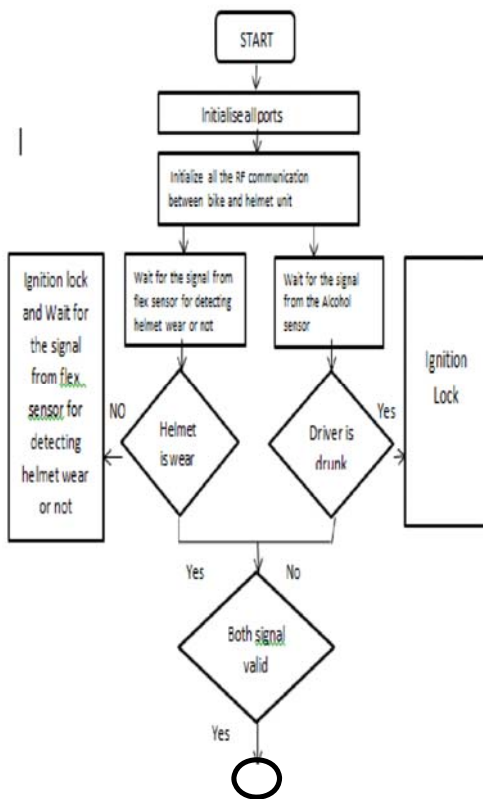 START
Initialise all ports
Initialize all the RF communication
between bike and helmet unit
Wait for the signal from
flex sensor for detecting
helmet wear or not
Wait for the signal
from the Alcohol
sensor
Ignition lock
and Wait for
the signal
from flex
sensor for
detecting
helmet wear
or not
NO
Helmet
is wear
Driver is
drunk
Yes
Ignition
Lock
Yes
No
Both signal
valid
Yes